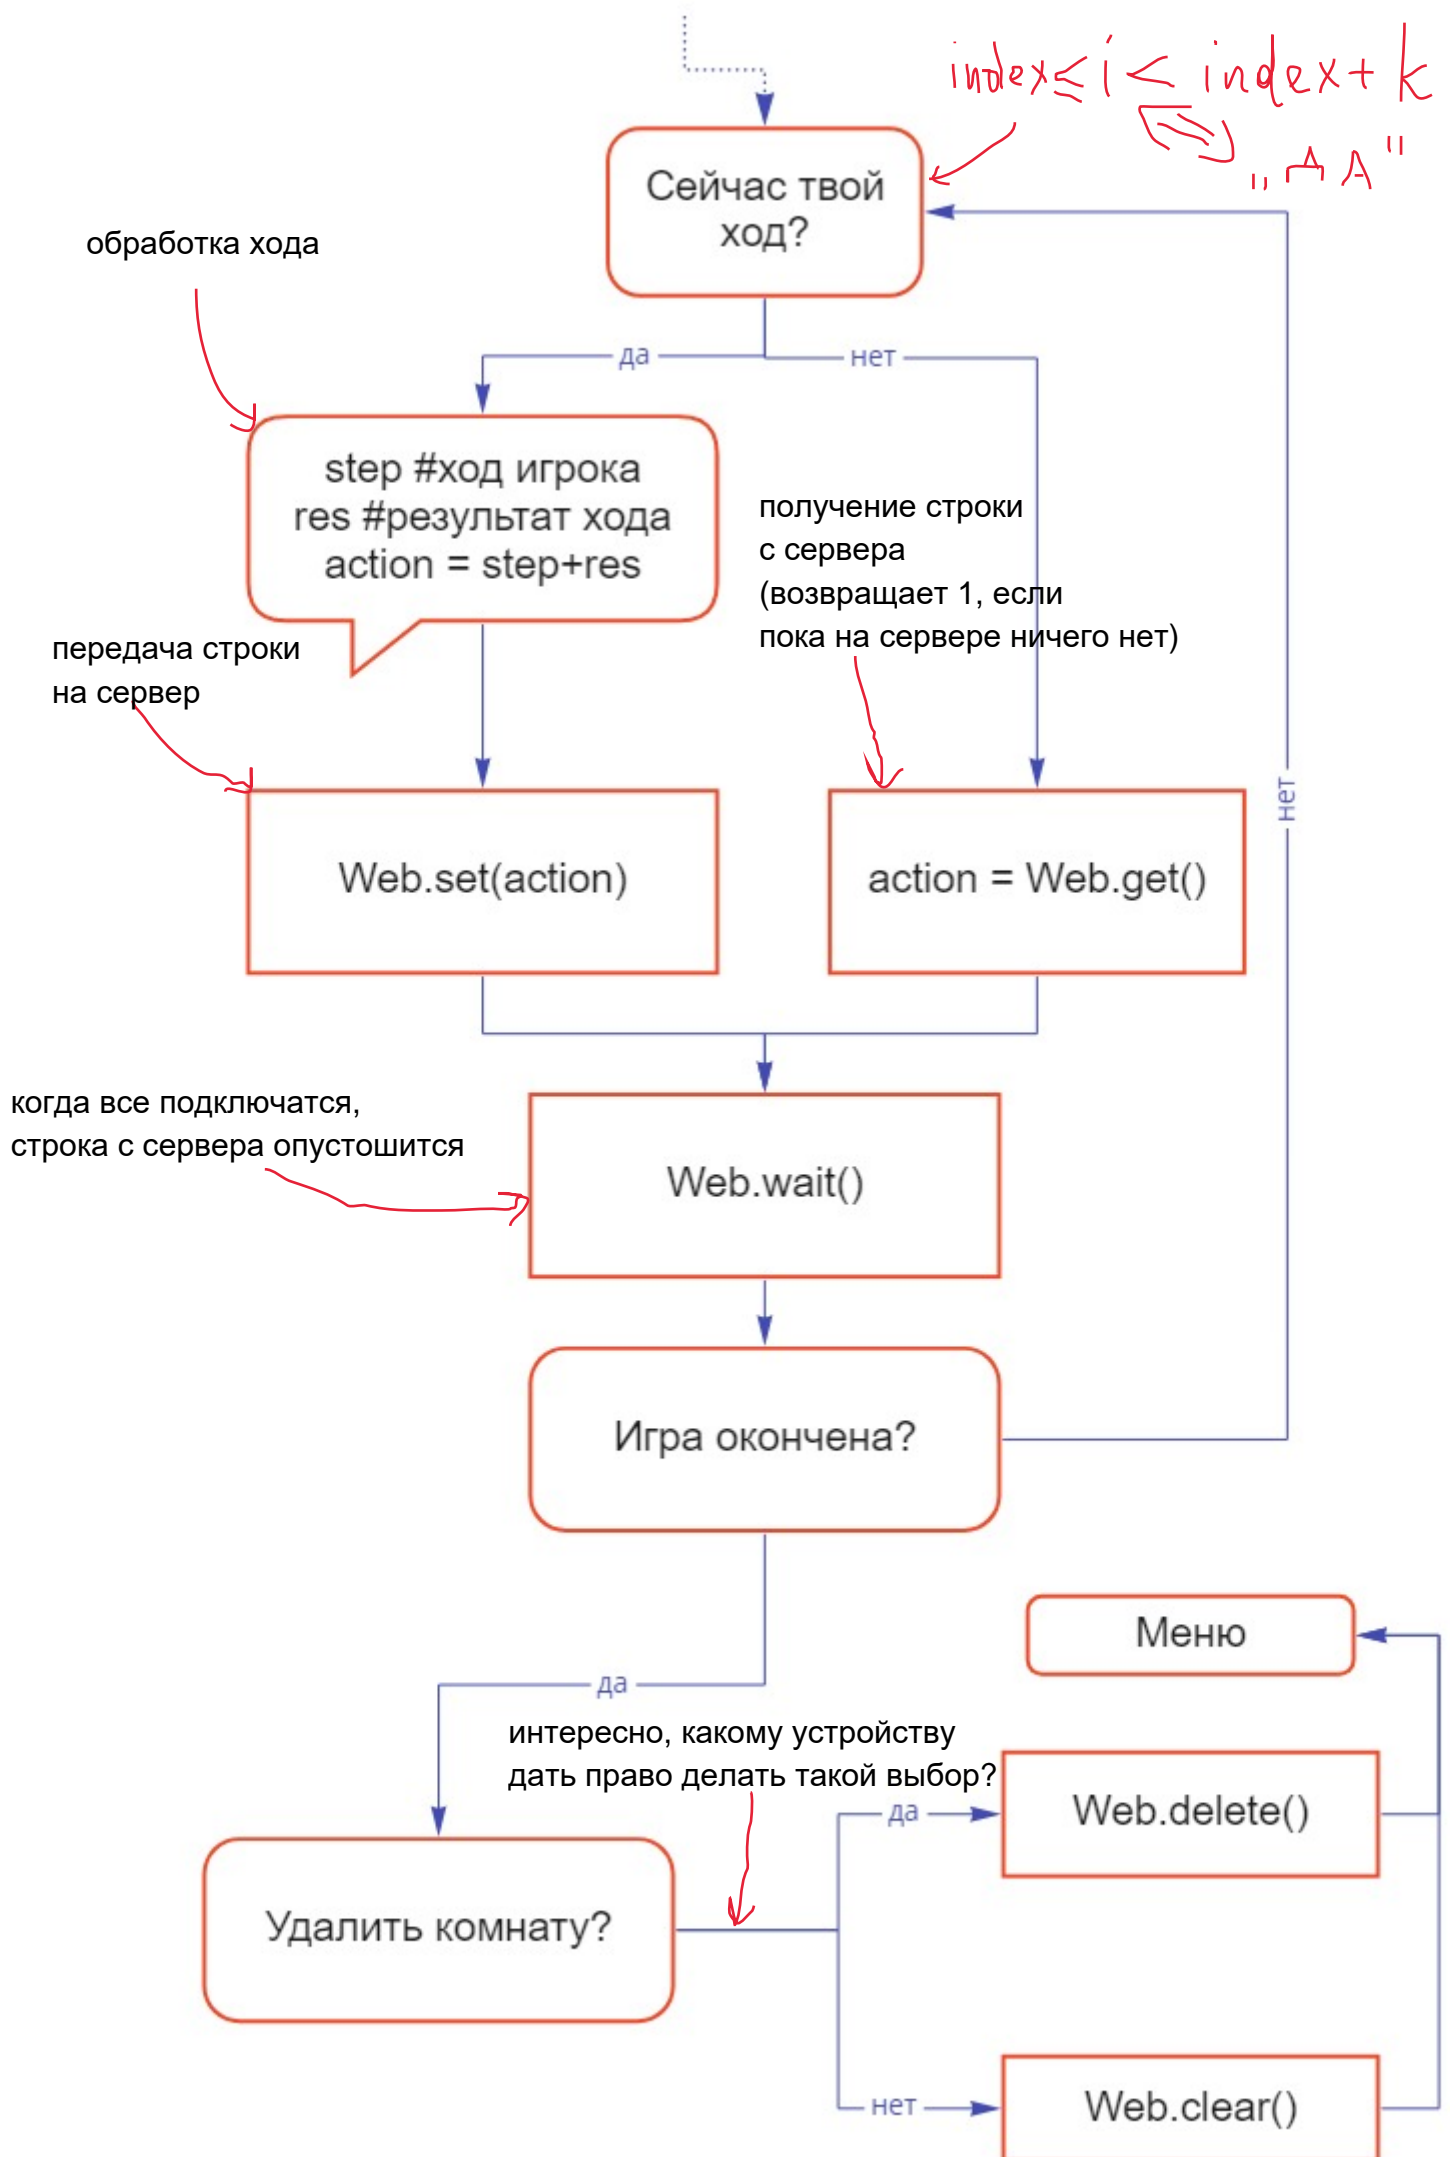 index≤i < index+ k
„ДА"
Сейчас твой
ход?
обработка хода
да
нет
step #ход игрока
res #результат хода
action = step+res
получение строки
с сервера
(возвращает 1, если
пока на сервере ничего нет)
передача строки
на сервер
нет
Web.set(action)
action = Web.get()
когда все подключатся,
строка с сервера опустошится
Web.wait()
Игра окончена?
Меню
да
интересно, какому устройству
дать право делать такой выбор?
да
Web.delete()
Удалить комнату?
нет
Web.clear()